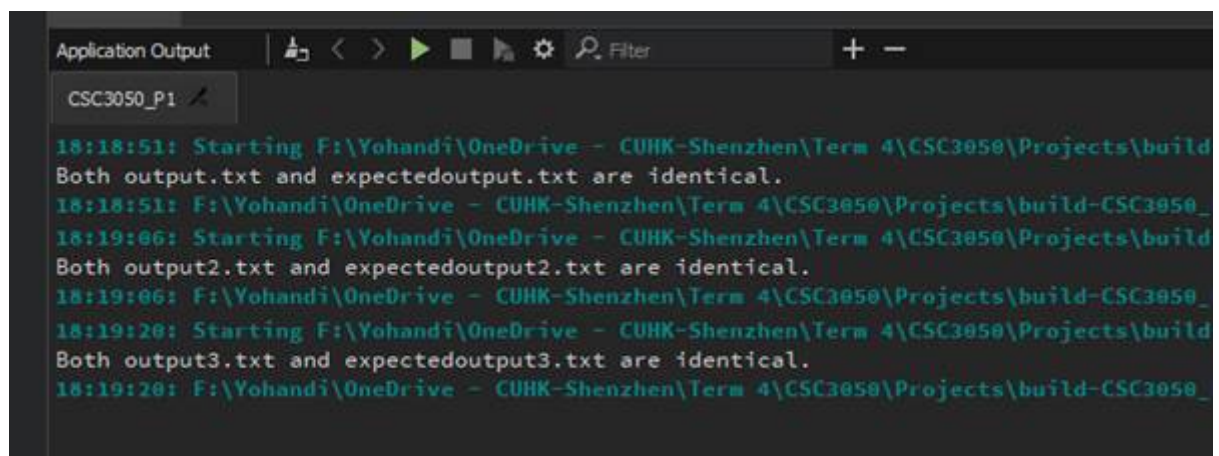 Application Output
Filter
CSC3050_P1
18:18:51: Starting F:\Yohandi\OneDrive - CUHK-Shenzhen\Term 4\CSC3050\Projects\build
Both output.txt and expectedoutput.txt are identical.
18:18:51: F:\Yohandi\OneDrive - CUHK-Shenzhen\Term 4\CSC3050\Projects\build-CSC3050_
18:19:06: Starting F:\Yohandi\OneDrive - CUHK-Shenzhen\Term 4\CSC3050\Projects\build
Both output2.txt and expectedoutput2.txt are identical.
18:19:06: F:\Yohandi\OneDrive - CUHK-Shenzhen\Term 4\CSC3050\Projects\build-CSC3050_
18:19:20: Starting F:\Yohandi\OneDrive - CUHK-Shenzhen\Term 4\CSC3050\Projects\build
Both output3.txt and expectedoutput3.txt are identical.
18:19:20: F:\Yohandi\OneDrive - CUHK-Shenzhen\Term 4\CSC3050\Projects\build-CSC3050_